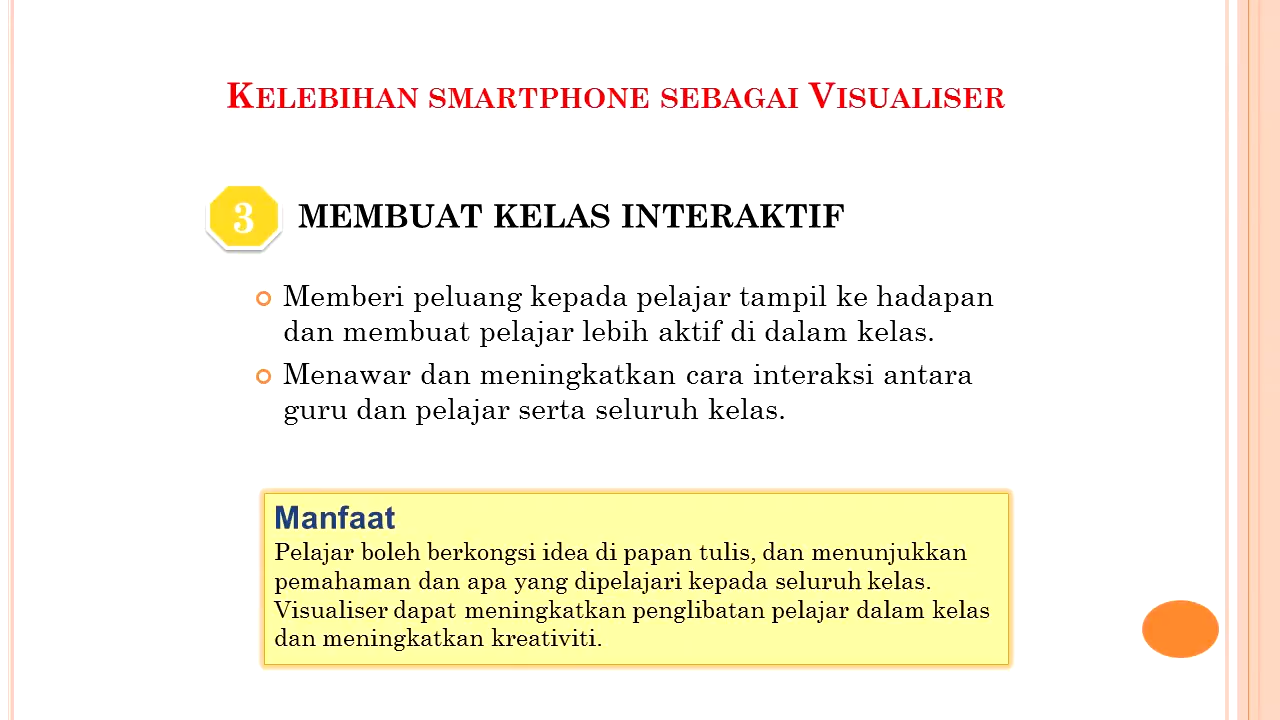 Kelebihan smartphone sebagai Visualiser
3 MEMBUAT KELAS INTERAKTIF
Memberi peluang kepada pelajar tampil ke hadapan
dan membuat pelajar lebih aktif di dalam kelas.
Menawar dan meningkatkan cara interaksi antara
guru dan pelajar serta seluruh kelas.
Manfaat
Pelajar boleh berkongsi idea di papan tulis, dan menunjukkan
pemahaman dan apa yang dipelajari kepada seluruh kelas.
Visualiser dapat meningkatkan penglibatan pelajar dalam kelas
dan meningkatkan kreativiti.